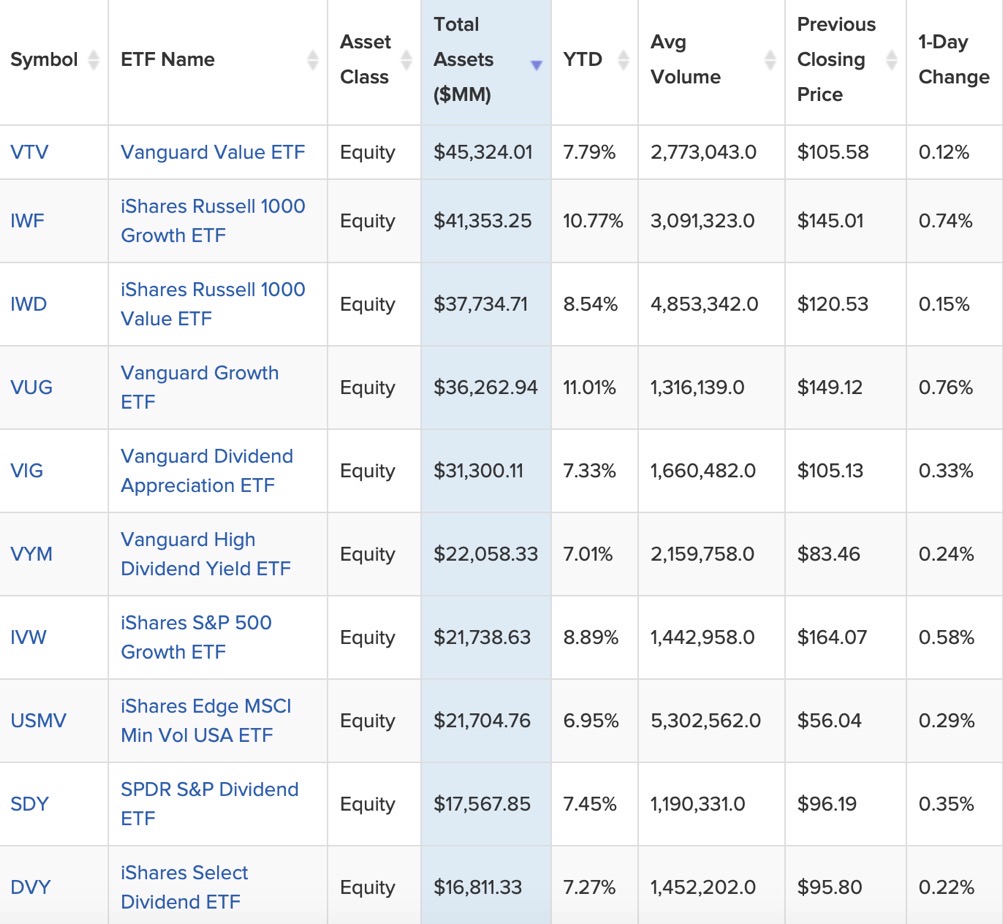 Symbol ETF Name Asset Class Total Assets ($MM) YTD Avg Volume Previous Closing Price 1-Day Change
VTV Vanguard Value ETF Equity $45,324.01 7.79% 2,773,043.0 $105.58 0.12%
IWF iShares Russell 1000 Growth ETF Equity $41,353.25 10.77% 3,091,323.0 $145.01 0.74%
IWD iShares Russell 1000 Value ETF Equity $37,734.71 8.54% 4,853,342.0 $120.53 0.15%
VUG Vanguard Growth ETF Equity $36,262.94 11.01% 1,316,139.0 $149.12 0.76%
VIG Vanguard Dividend Appreciation ETF Equity $31,300.11 7.33% 1,660,482.0 $105.13 0.33%
VYM Vanguard High Dividend Yield ETF Equity $22,058.33 7.01% 2,159,758.0 $83.46 0.24%
IVW iShares S&P 500 Growth ETF Equity $21,738.63 8.89% 1,442,958.0 $164.07 0.58%
USMV iShares Edge MSCI Min Vol USA ETF Equity $21,704.76 6.95% 5,302,562.0 $56.04 0.29%
SDY SPDR S&P Dividend ETF Equity $17,567.85 7.45% 1,190,331.0 $96.19 0.35%
DVY iShares Select Dividend ETF Equity $16,811.33 7.27% 1,452,202.0 $95.80 0.22%